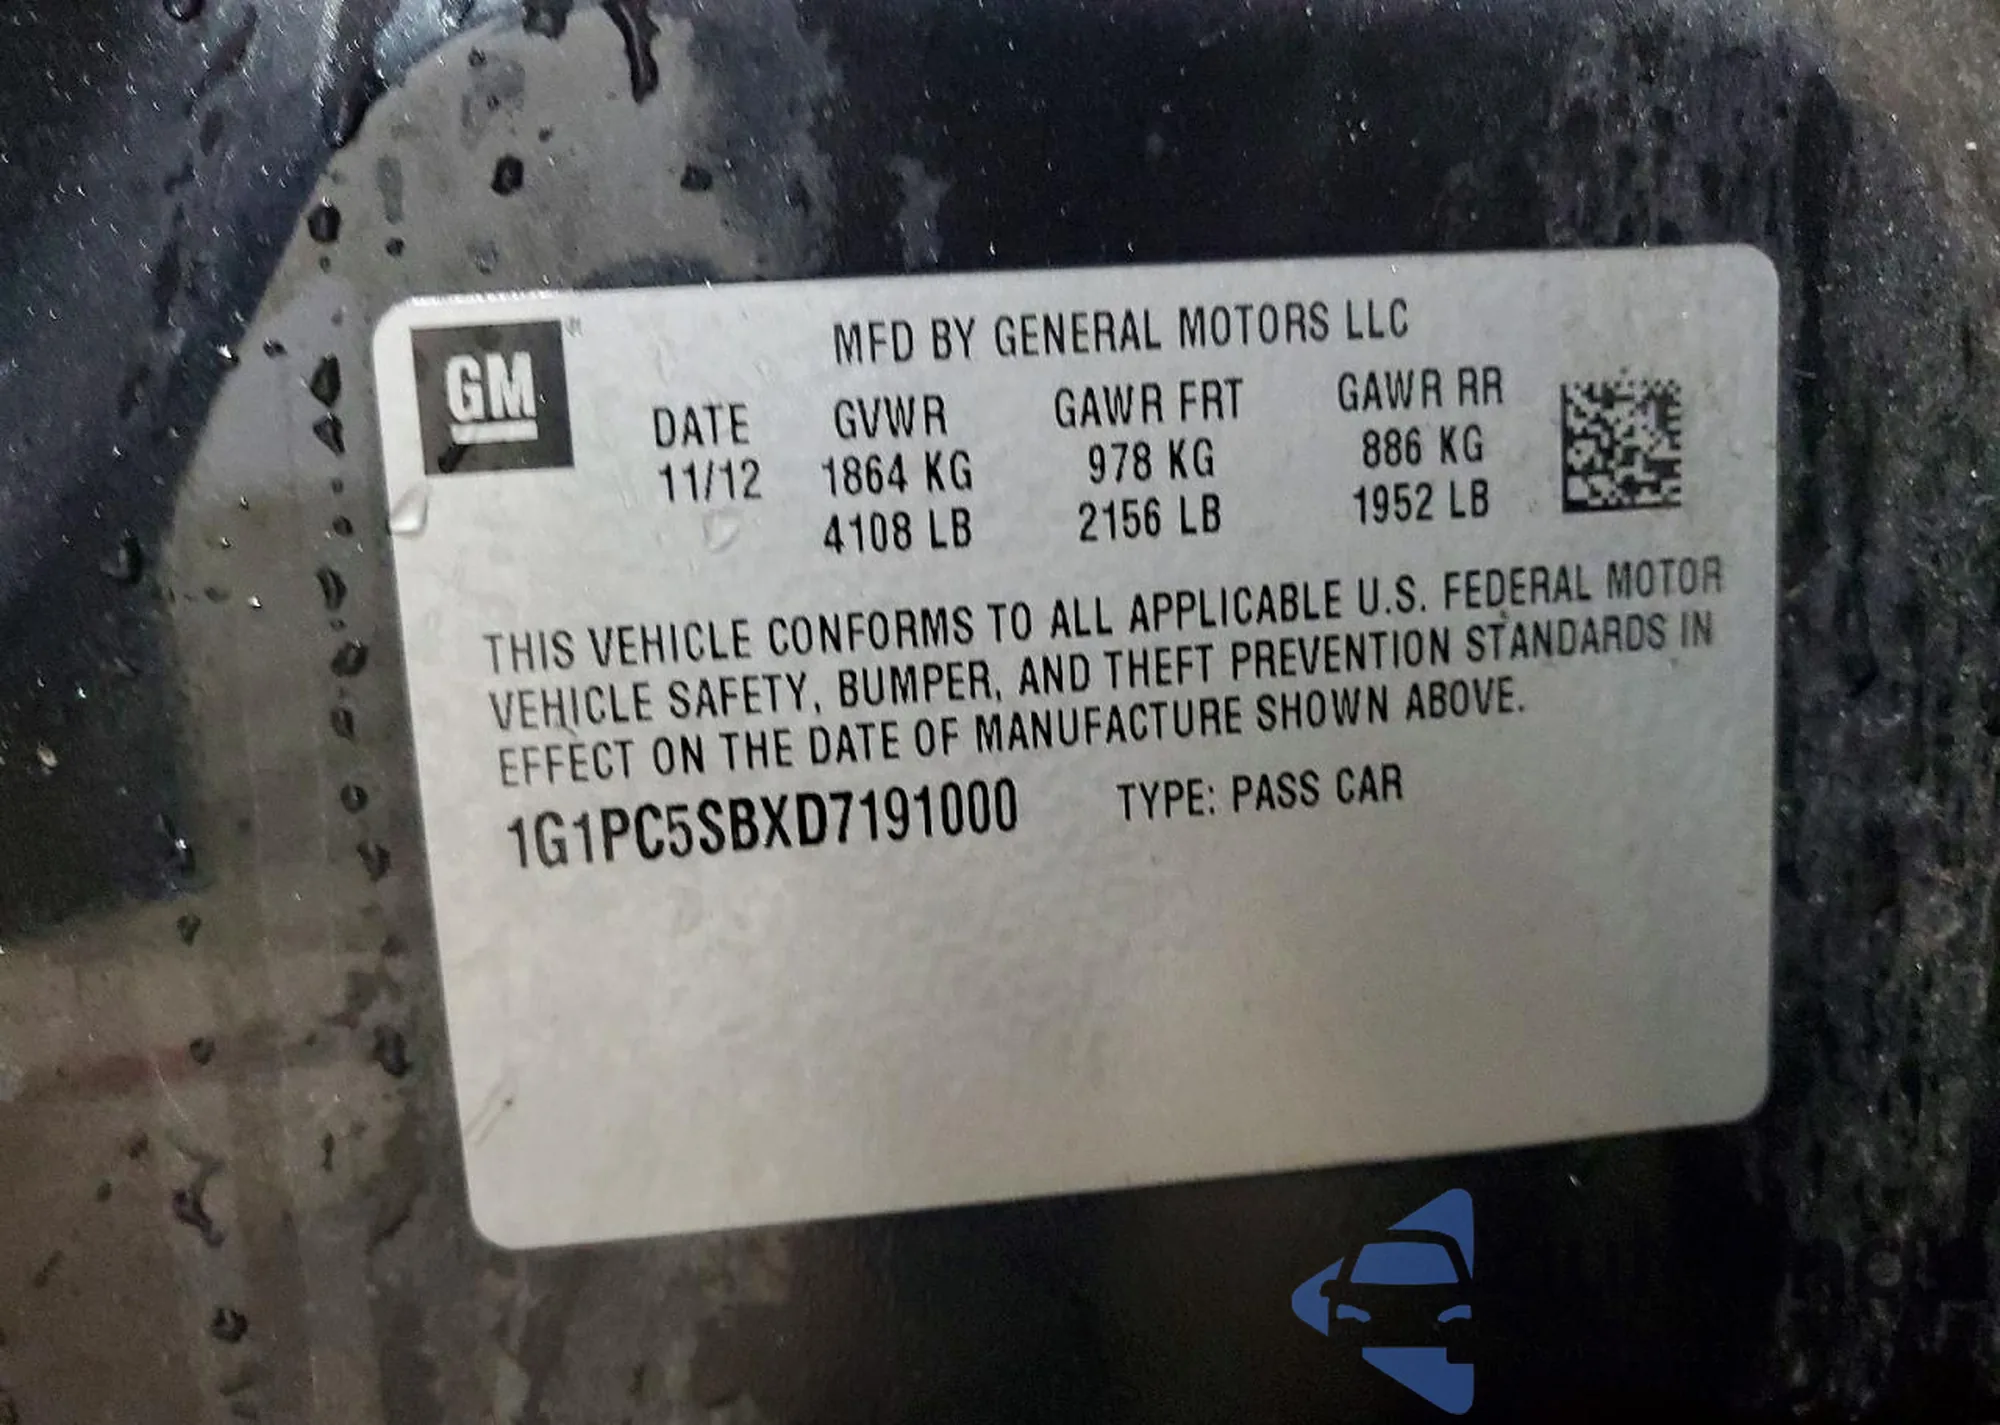 GM
MFD BY GENERAL MOTORS LLC
DATE GVWR GAWR FRT GAWR RR
11/12 1864 KG 978 KG 886 KG
4108 LB 2156 LB 1952 LB
THIS VEHICLE CONFORMS TO ALL APPLICABLE U.S. FEDERAL MOTOR
VEHICLE SAFETY, BUMPER, AND THEFT PREVENTION STANDARDS IN
EFFECT ON THE DATE OF MANUFACTURE SHOWN ABOVE.
1G1PC5SBXD7191000 TYPE: PASS CAR